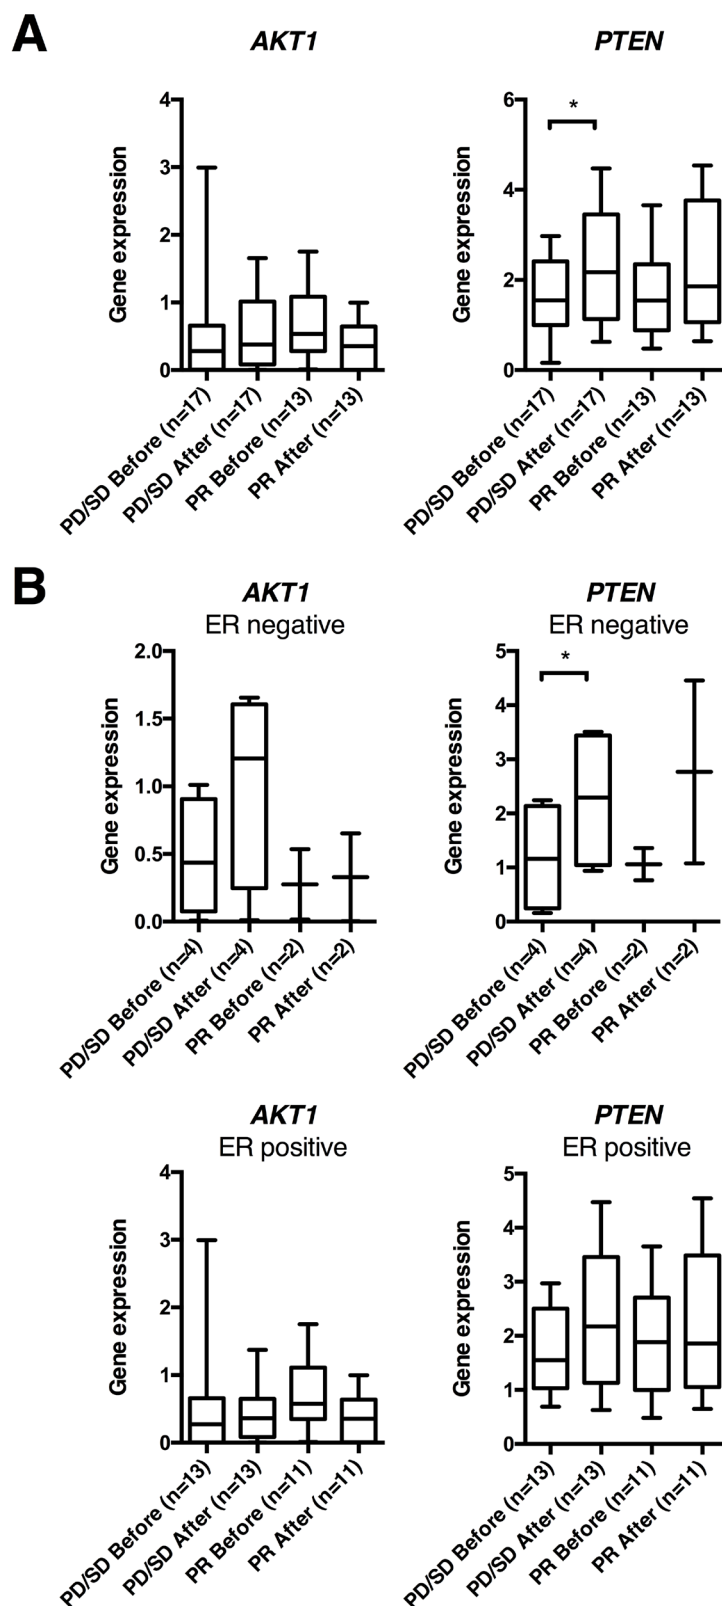 A
AKT1
PTEN
Gene expression
4
3
2
1
0
PD/SD Before (n=17)
PD/SD After (n=17)
PR Before (n=13)
PR After (n=13)
Gene expression
6
4
2
0
*
PD/SD Before (n=17)
PD/SD After (n=17)
PR Before (n=13)
PR After (n=13)
B
AKT1
ER negative
PTEN
ER negative
Gene expression
2.0
1.5
1.0
0.5
0.0
PD/SD Before (n=4)
PD/SD After (n=4)
PR Before (n=2)
PR After (n=2)
Gene expression
5
4
3
2
1
0
*
PD/SD Before (n=4)
PD/SD After (n=4)
PR Before (n=2)
PR After (n=2)
AKT1
ER positive
PTEN
ER positive
Gene expression
4
3
2
1
0
PD/SD Before (n=13)
PD/SD After (n=13)
PR Before (n=11)
PR After (n=11)
Gene expression
5
4
3
2
1
0
PD/SD Before (n=13)
PD/SD After (n=13)
PR Before (n=11)
PR After (n=11)